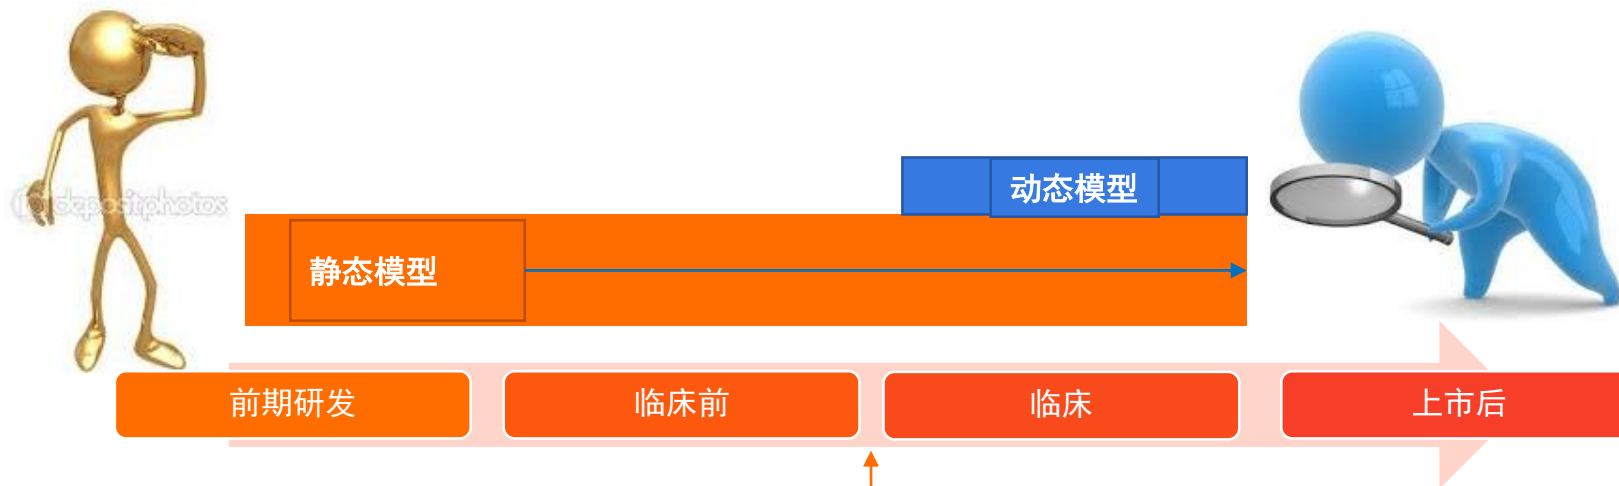 动态模型
depositphotos
静态模型
前期研发
临床前
临床
上市后